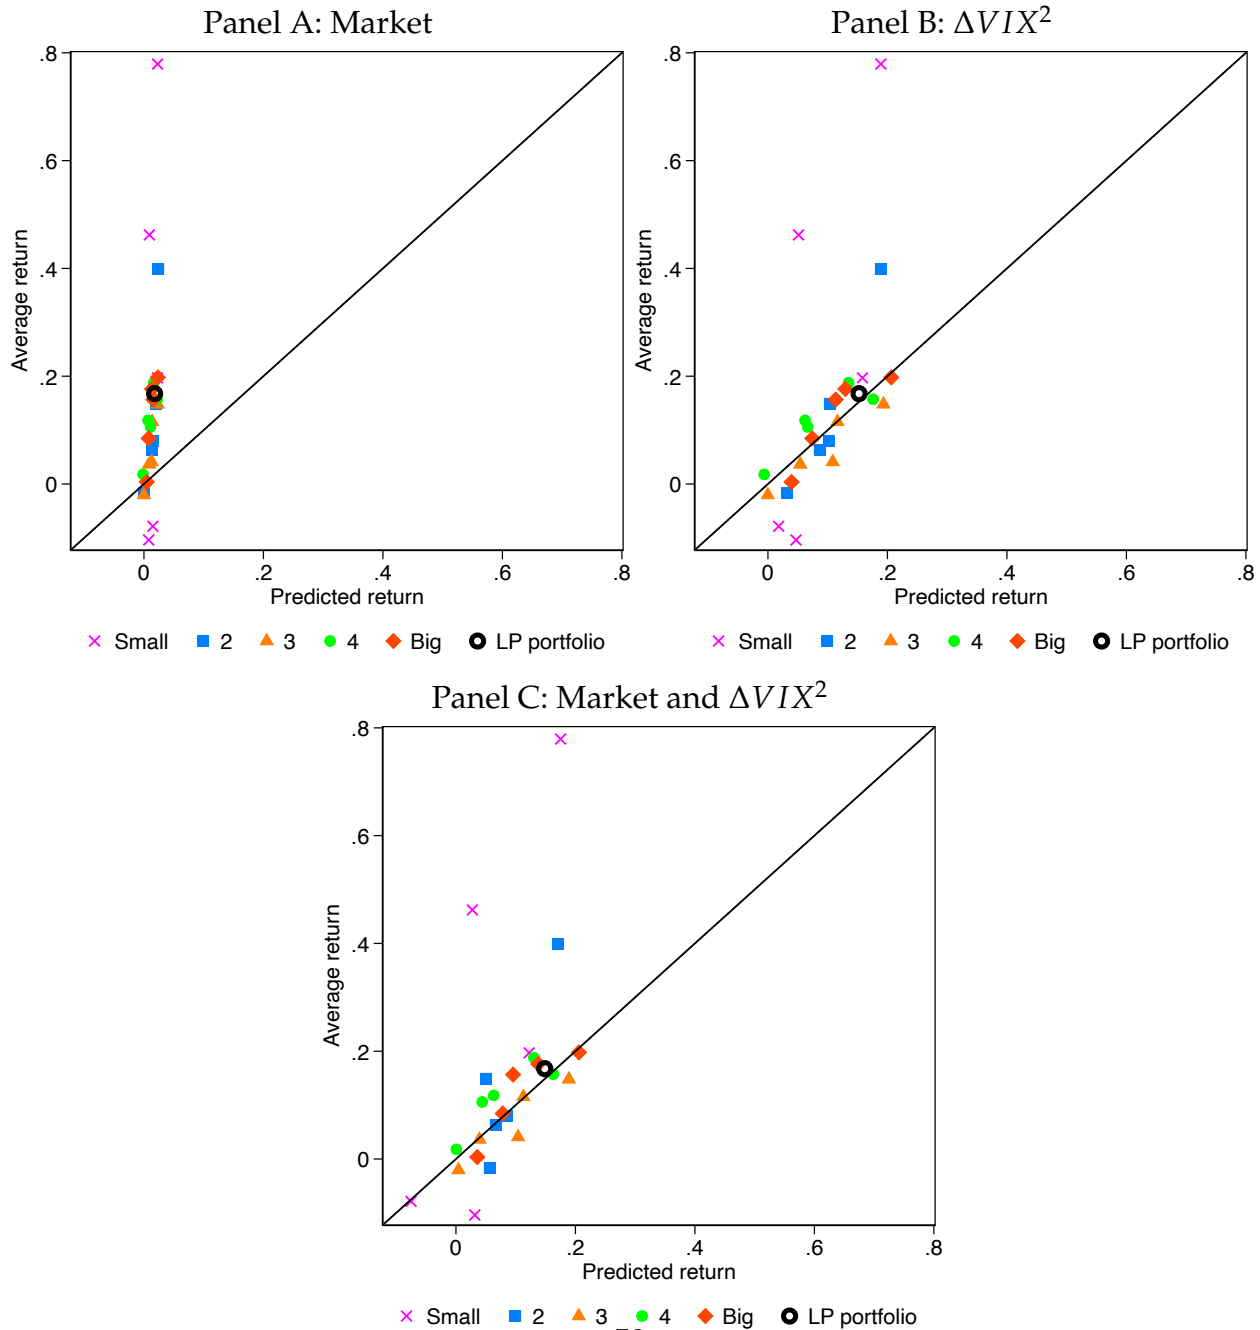 Panel A: Market
.8
.6
.4
.2
0
Average return
0 .2 .4 .6 .8
Predicted return
Small 2 3 4 Big LP portfolio
Panel B: ΔVIX²
.8
.6
.4
.2
0
Average return
0 .2 .4 .6 .8
Predicted return
Small 2 3 4 Big LP portfolio
Panel C: Market and ΔVIX²
.8
.6
.4
.2
0
Average return
0 .2 .4 .6 .8
Predicted return
Small 2 3 4 Big LP portfolio